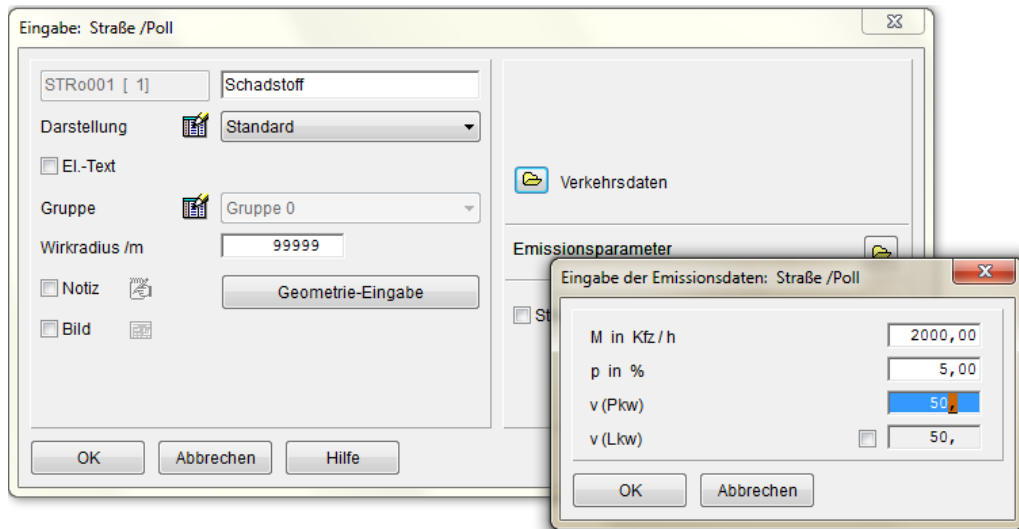 Eingabe: Straße /Poll
STRo001 [ 1]
Schadstoff
Darstellung
Standard
El.-Text
Gruppe
Gruppe 0
Wirkradius /m
99999
Notiz
Geometrie-Eingabe
Bild
OK
Abbrechen
Hilfe
Verkehrsdaten
Emissionsparameter
St
Eingabe der Emissionsdaten: Straße /Poll
M in Kfz / h
2000,00
p in %
5,00
v (Pkw)
50,
v (Lkw)
50,
OK
Abbrechen